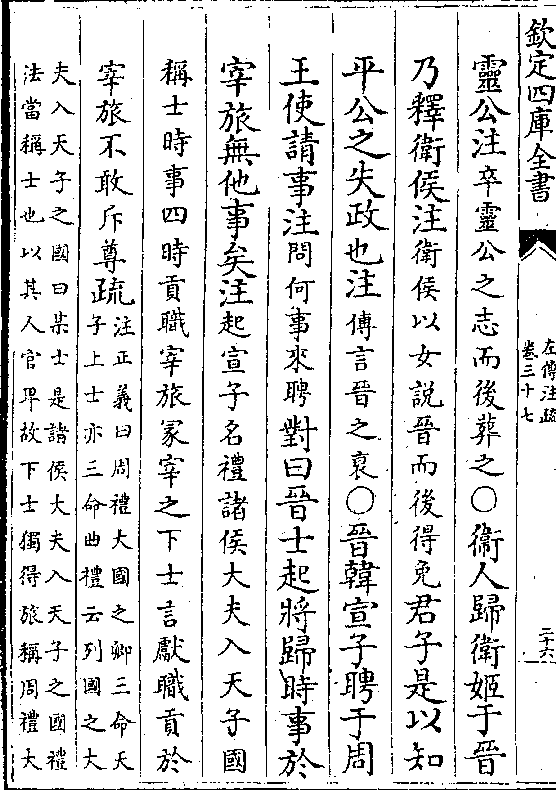 欽定四庫全書
左傳注疏
卷三十七
二十六
靈公注卒靈公之志而後葬之○衞人歸衛姬于晉
乃釋衛侯注衛侯以女説晉而後得免君子是以知
平公之失政也注傳言晉之衰○晉韓宣子聘于周
王使請事注問何事來聘對曰晉士起將歸時事於
宰旅無他事矣注起宣子名禮諸侯大夫入天子國
稱士時事四時貢職宰旅冢宰之下士言獻職貢於
宰旅不敢斥尊疏
注正義曰周禮大國之卿三命天
子上士亦三命曲禮云列國之大
夫入天子之國曰某士是諸侯大夫入天子之國禮
法當稱士也以其人官卑故下士獨得旅稱周禮大